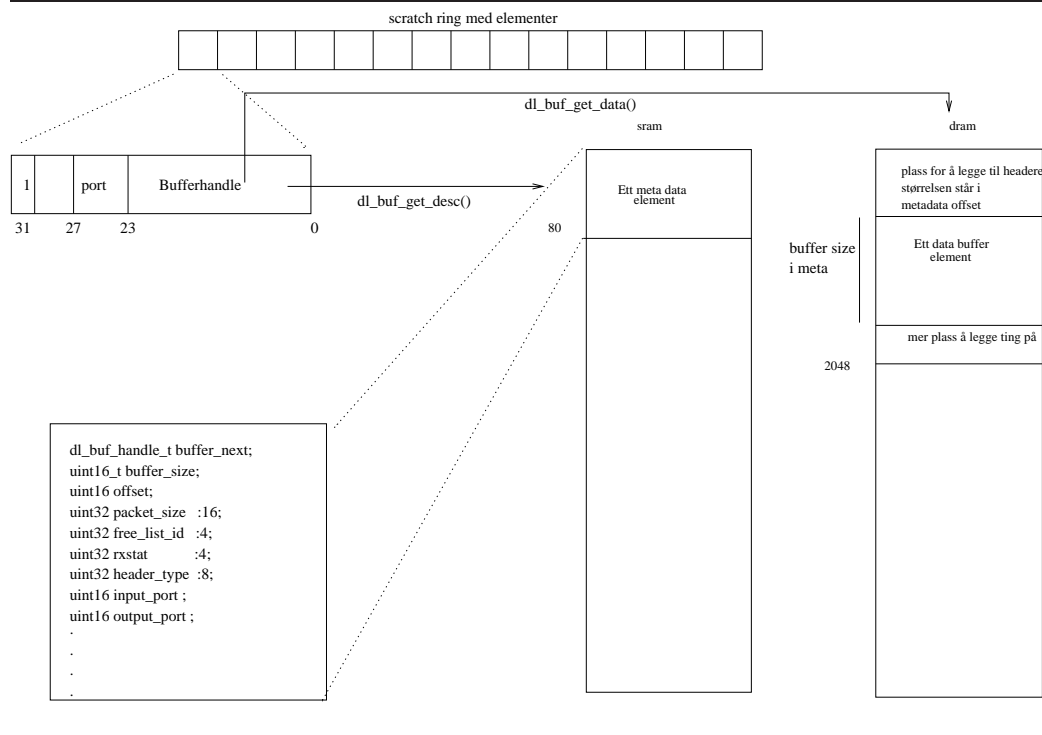 scratch ring med elementer
dl_buf_get_data()
sram
dram
1
port
Bufferhandle
31
27
23
0
dl_buf_get_desc()
Ett meta data
element
80
plass for å legge til headere
størrelsen står i
metadata offset
buffer size
i meta
Ett data buffer
element
mer plass å legge ting på
2048
dl_buf_handle_t buffer_next;
uint16_t buffer_size;
uint16 offset;
uint32 packet_size :16;
uint32 free_list_id :4;
uint32 rxstat :4;
uint32 header_type :8;
uint16 input_port ;
uint16 output_port ;
.
.
.
.